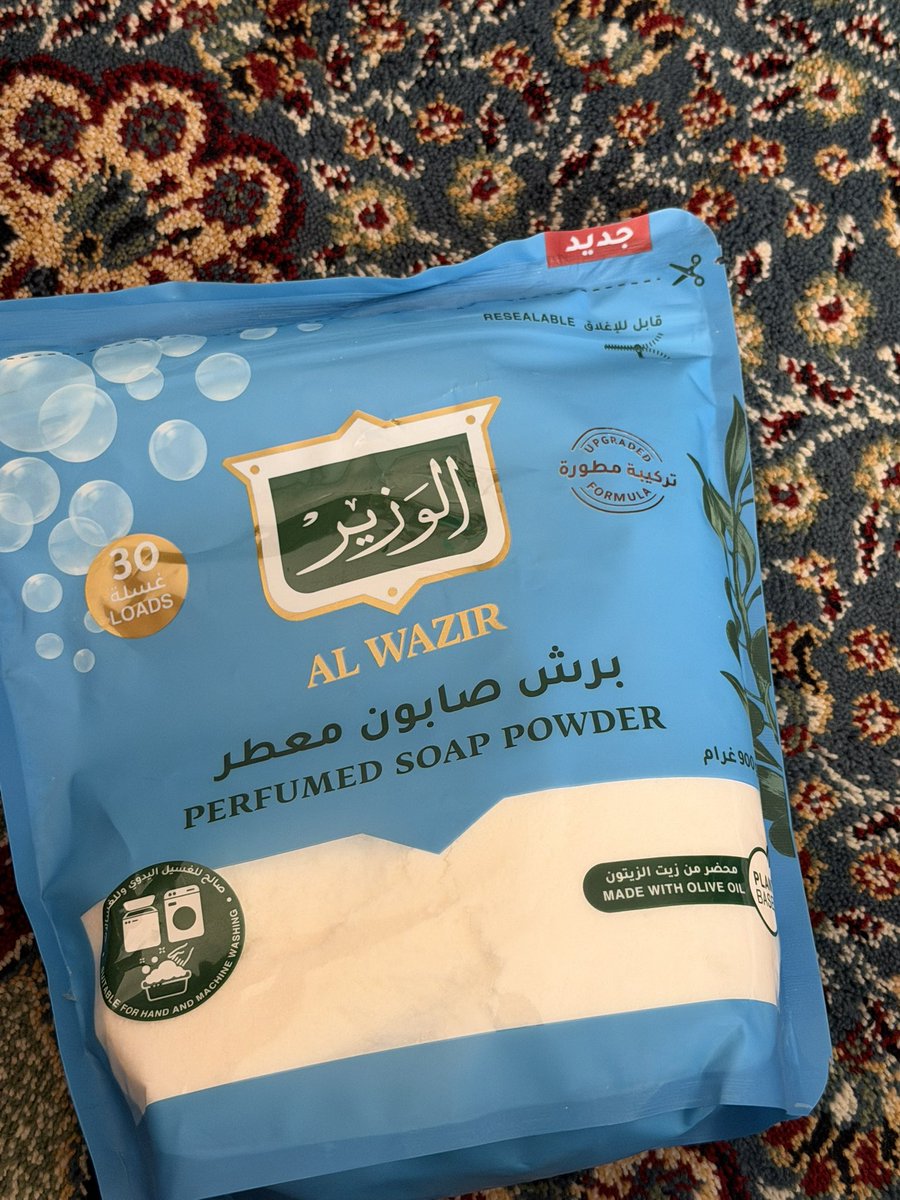 جديد
RESEALABLE قابل للإغلاق
UPGRADED
تركيبة مطورة
FORMULA
الوزير
30
غسلة
LOADS
AL WAZIR
برش صابون معطر
PERFUMED SOAP POWDER
900 غرام
محضر من زيت الزيتون
MADE WITH OLIVE OIL
صالح للغسيل اليدوي
SUITABLE FOR HAND AND MACHINE WASHING